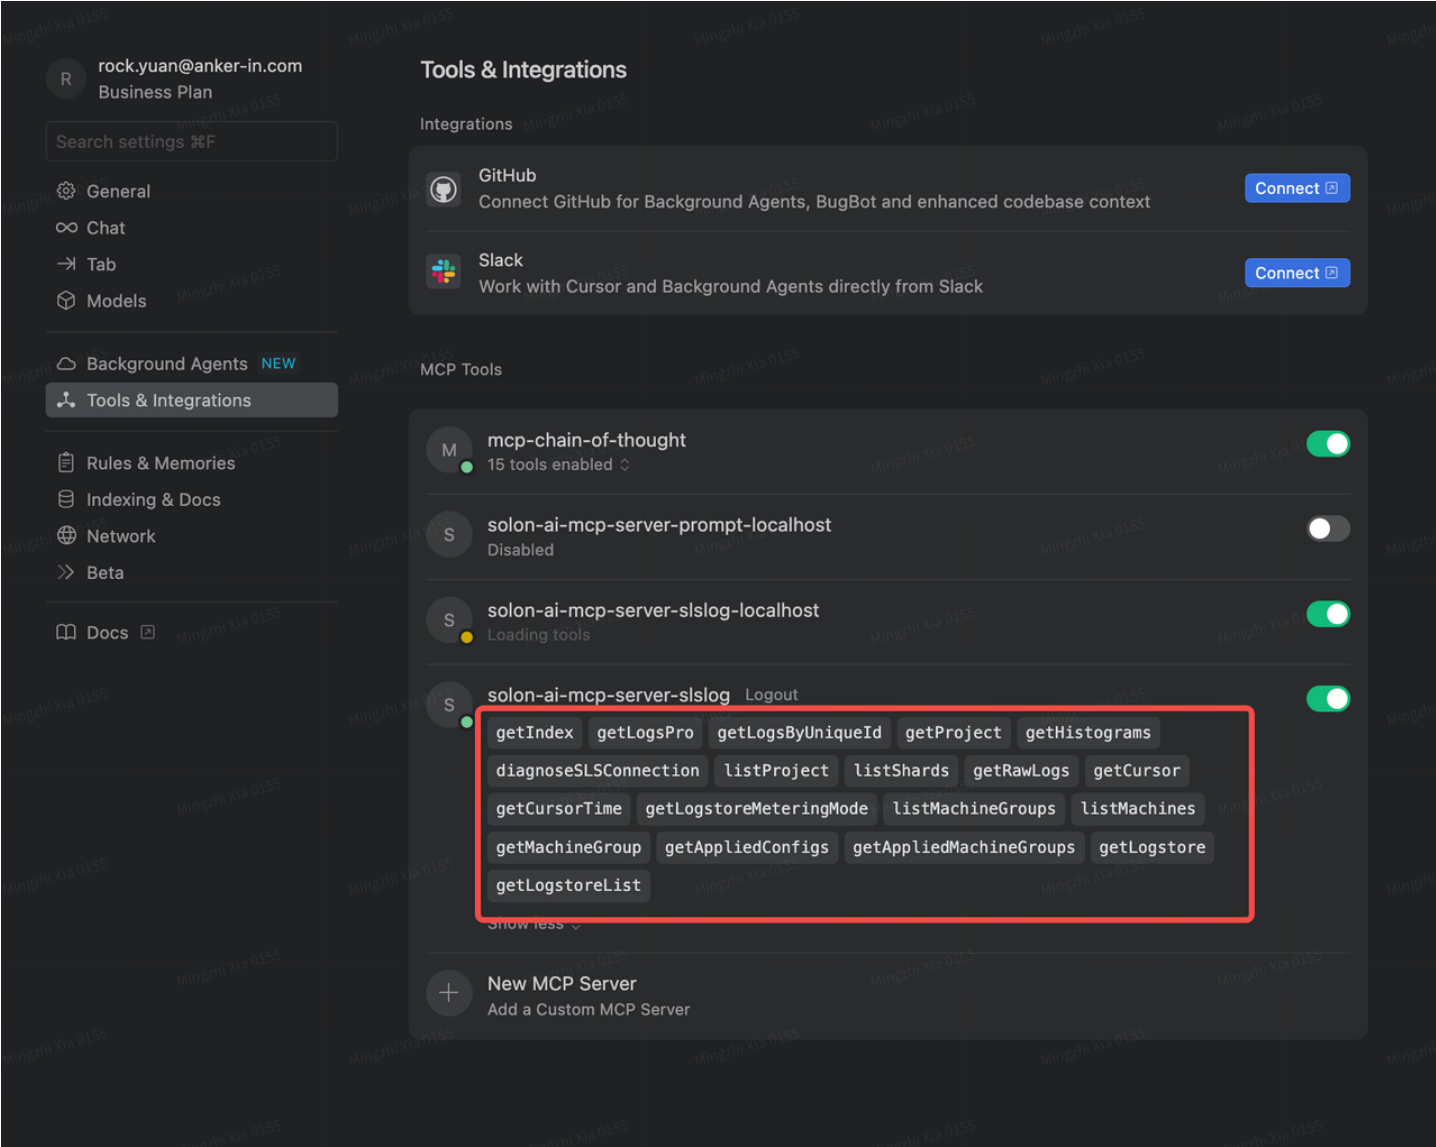 R
rock.yuan@anker-in.com
Business Plan
Search settings ⌘F
General
Chat
Tab
Models
Background Agents NEW
Tools & Integrations
Rules & Memories
Indexing & Docs
Network
Beta
Docs
Tools & Integrations
Integrations
GitHub
Connect GitHub for Background Agents, BugBot and enhanced codebase context
Connect
Slack
Work with Cursor and Background Agents directly from Slack
Connect
MCP Tools
M
mcp-chain-of-thought
15 tools enabled
S
solon-ai-mcp-server-prompt-localhost
Disabled
S
solon-ai-mcp-server-slslog-localhost
Loading tools
S
solon-ai-mcp-server-slslog Logout
getIndex getLogsPro getLogsByUniqueId getProject getHistograms
diagnoseSLSConnection listProject listShards getRawLogs getCursor
getCursorTime getLogstoreMeteringMode listMachineGroups listMachines
getMachineGroup getAppliedConfigs getAppliedMachineGroups getLogstore
getLogstoreList
Show less
New MCP Server
Add a Custom MCP Server
Mingzhi Xia 0155